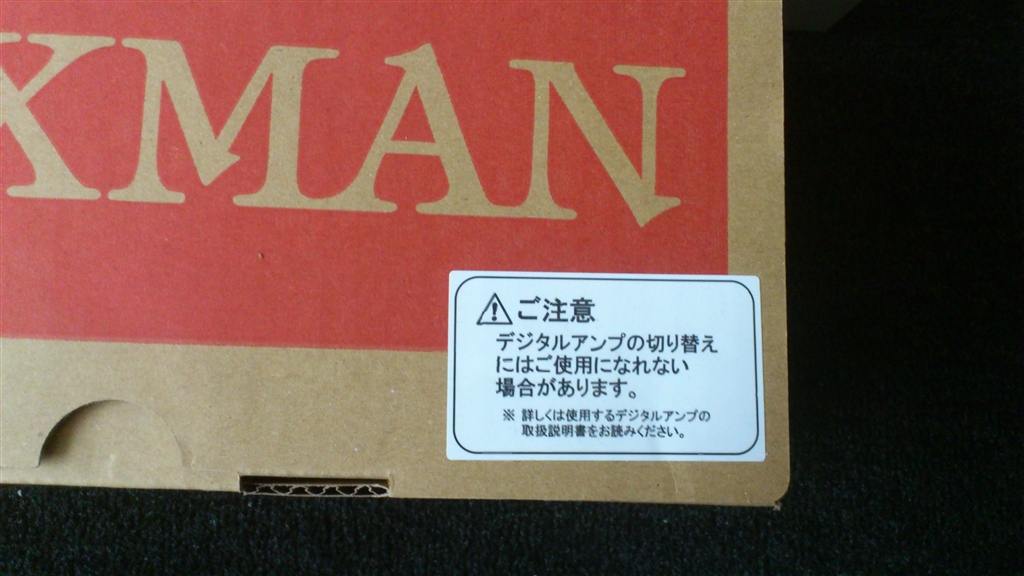 XMAN
ご注意
デジタルアンプの切り替え
にはご使用になれない
場合があります。
※ 詳しくは使用するデジタルアンプの
取扱説明書をお読みください。